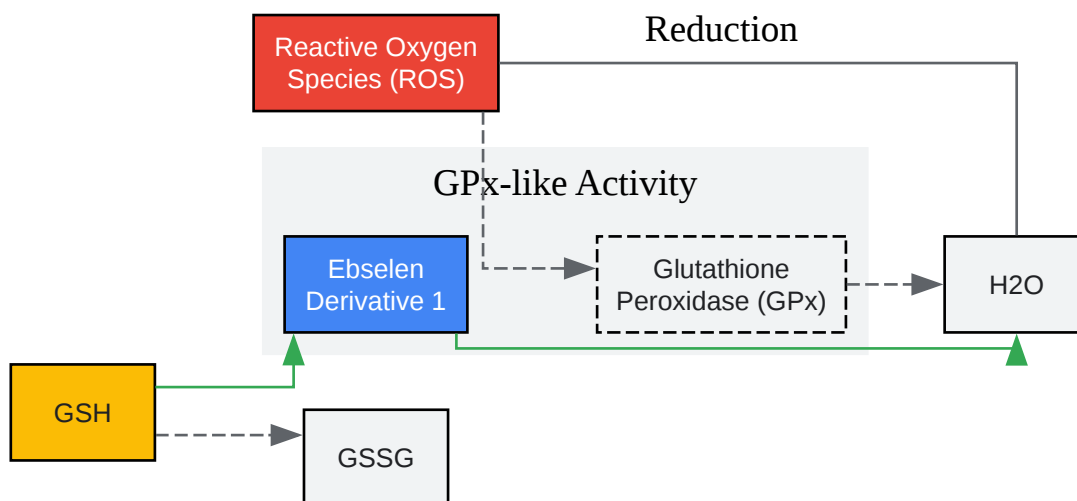 Reduction
Reactive Oxygen
Species (ROS)
GPx-like Activity
Ebselen
Derivative 1
Glutathione
Peroxidase (GPx)
H2O
GSH
GSSG